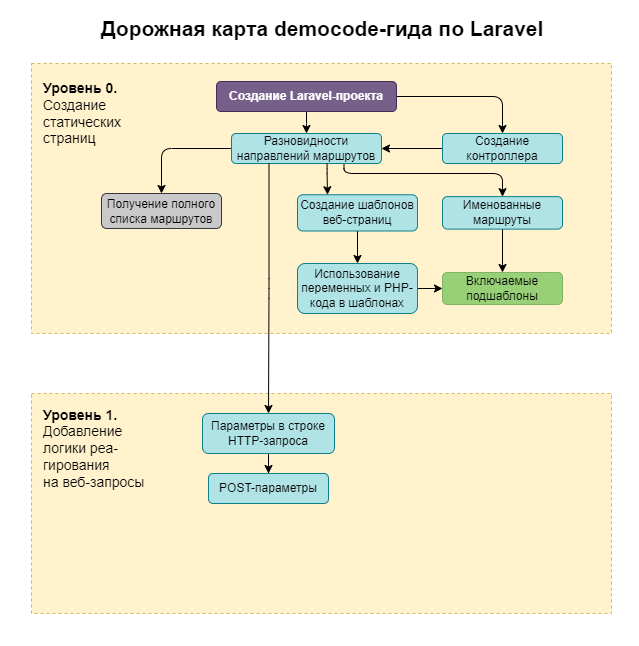 Дорожная карта democode-гида по Laravel
Уровень 0.
Создание
статических
страниц
Создание Laravel-проекта
Разновидности
направлений маршрутов
Создание
контроллера
Получение полного
списка маршрутов
Создание шаблонов
веб-страниц
Именованные
маршруты
Использование
переменных и PHP-
кода в шаблонах
Включаемые
подшаблоны
Уровень 1.
Добавление
логики реа-
гирования
на веб-запросы
Параметры в строке
HTTP-запроса
POST-параметры